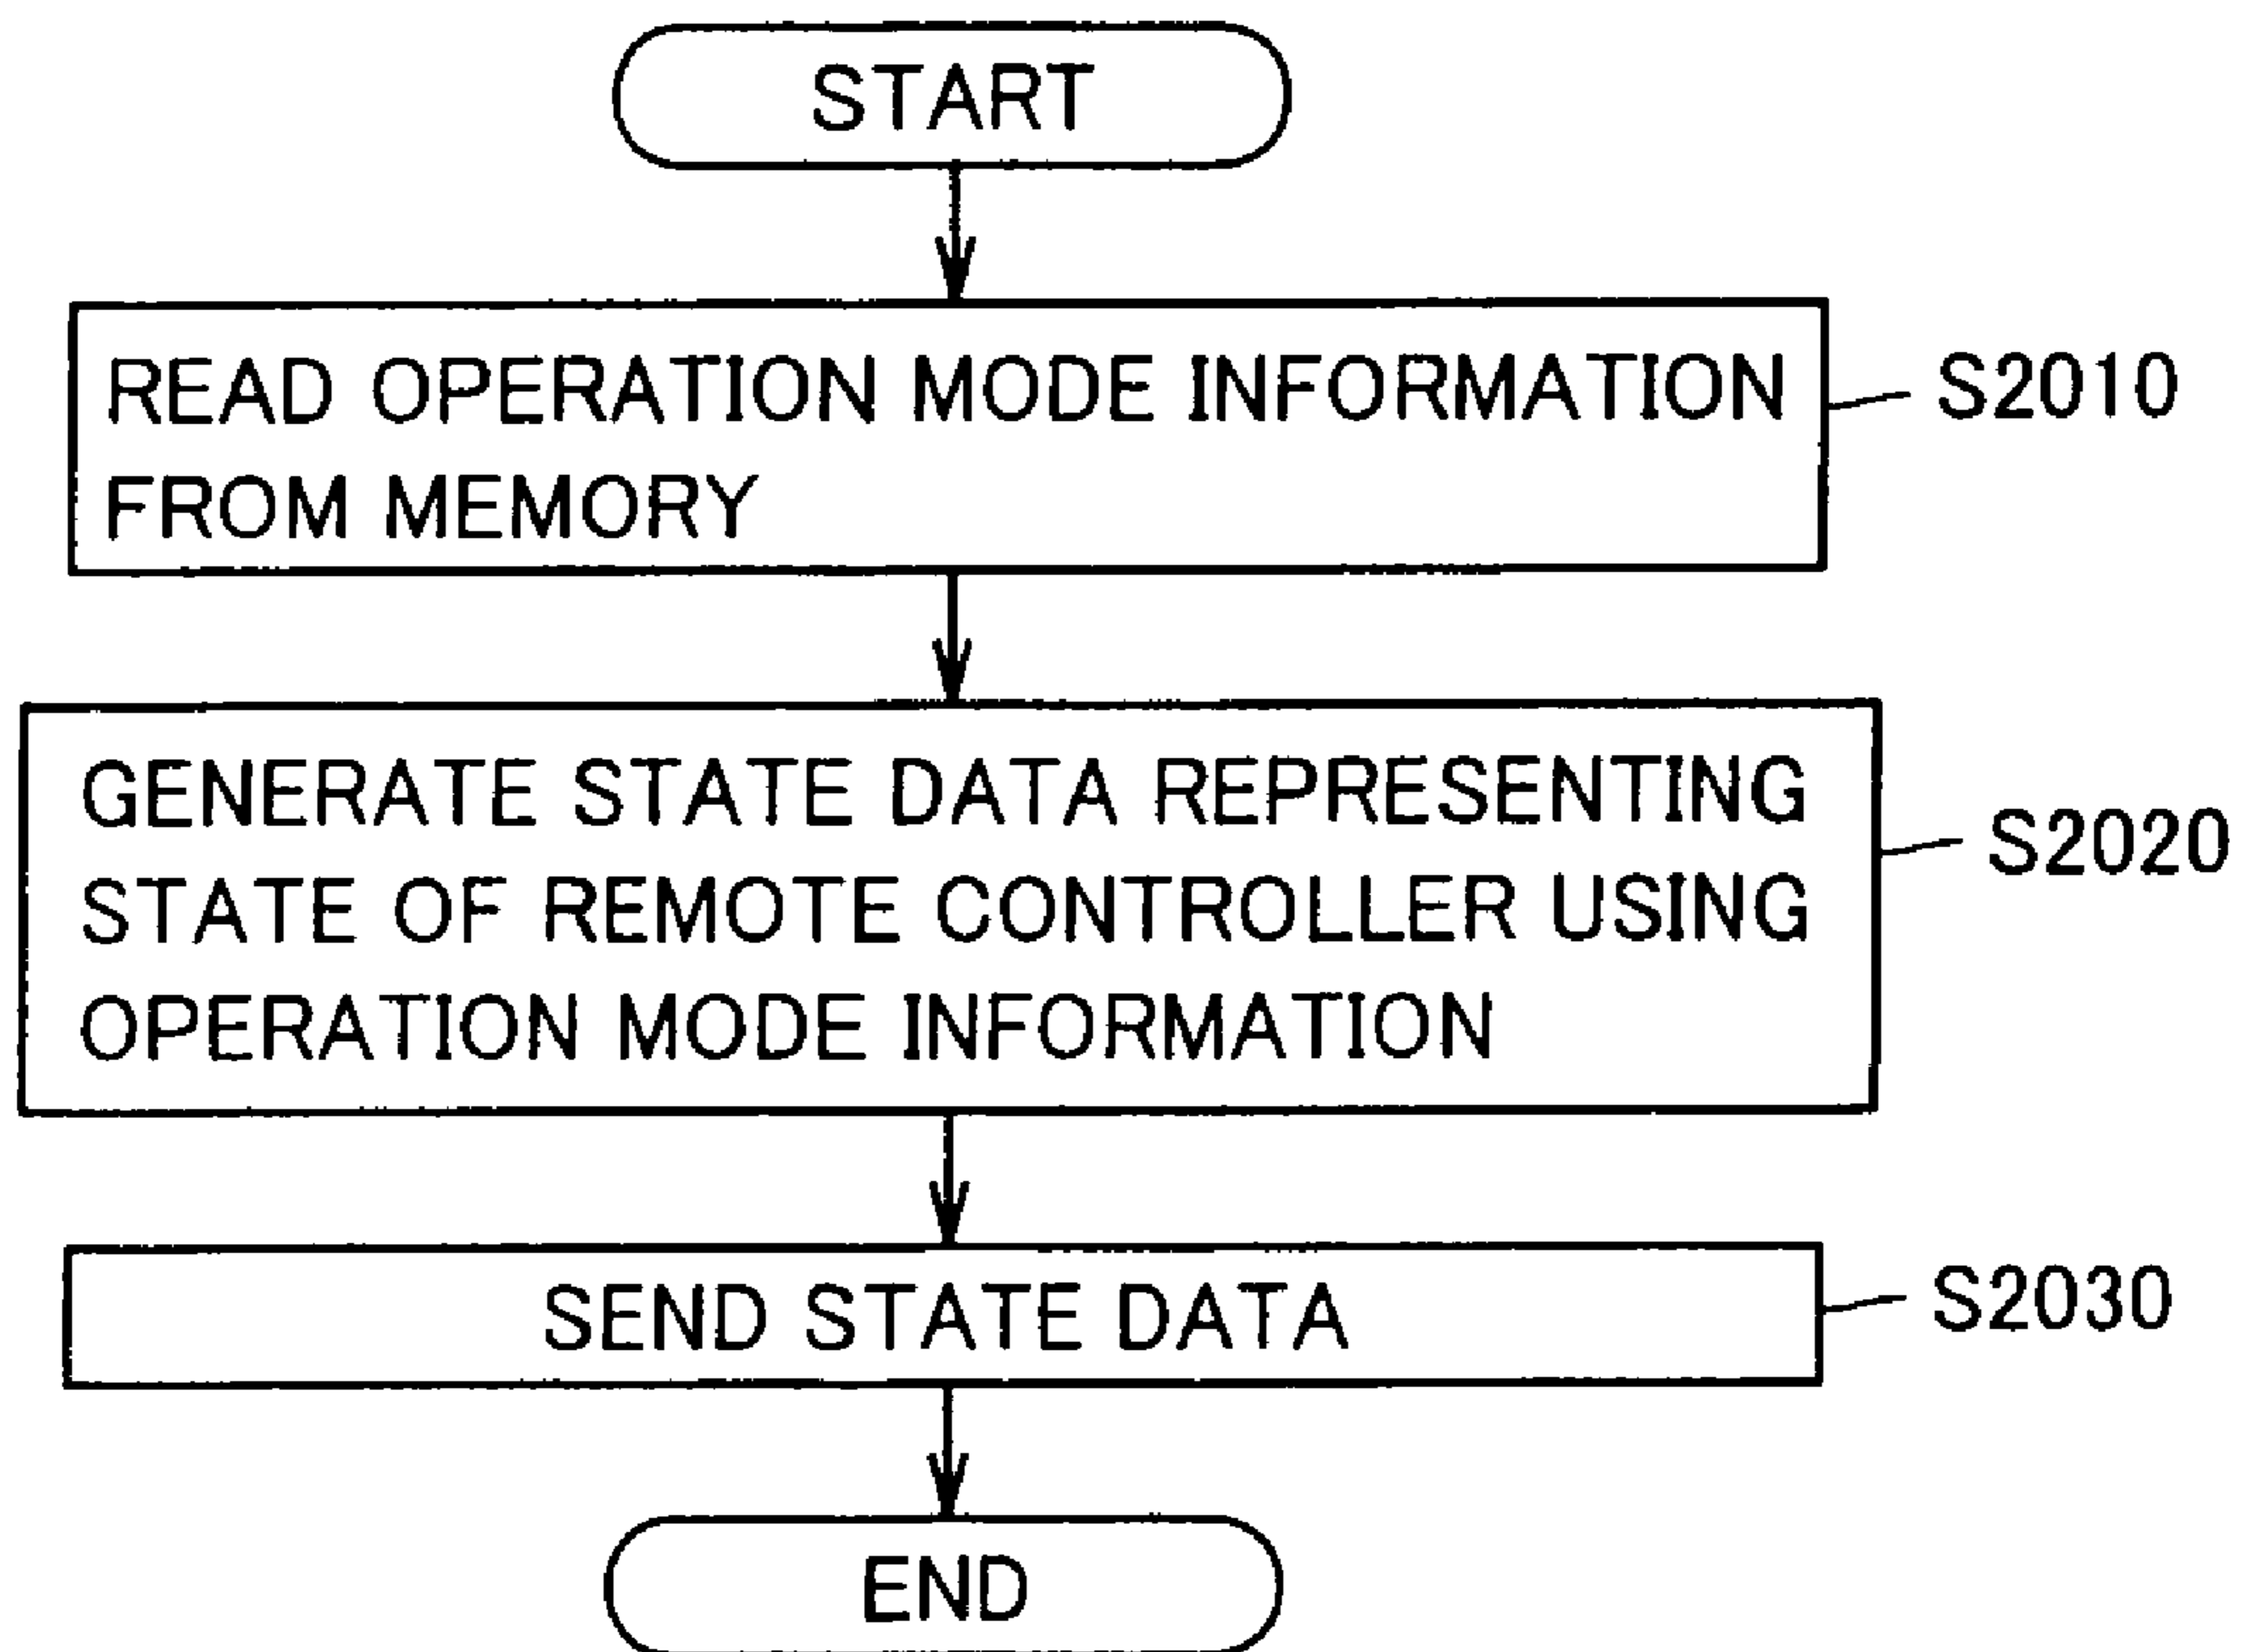 START
READ OPERATION MODE INFORMATION
FROM MEMORY
S2010
GENERATE STATE DATA REPRESENTING
STATE OF REMOTE CONTROLLER USING
OPERATION MODE INFORMATION
S2020
SEND STATE DATA
S2030
END